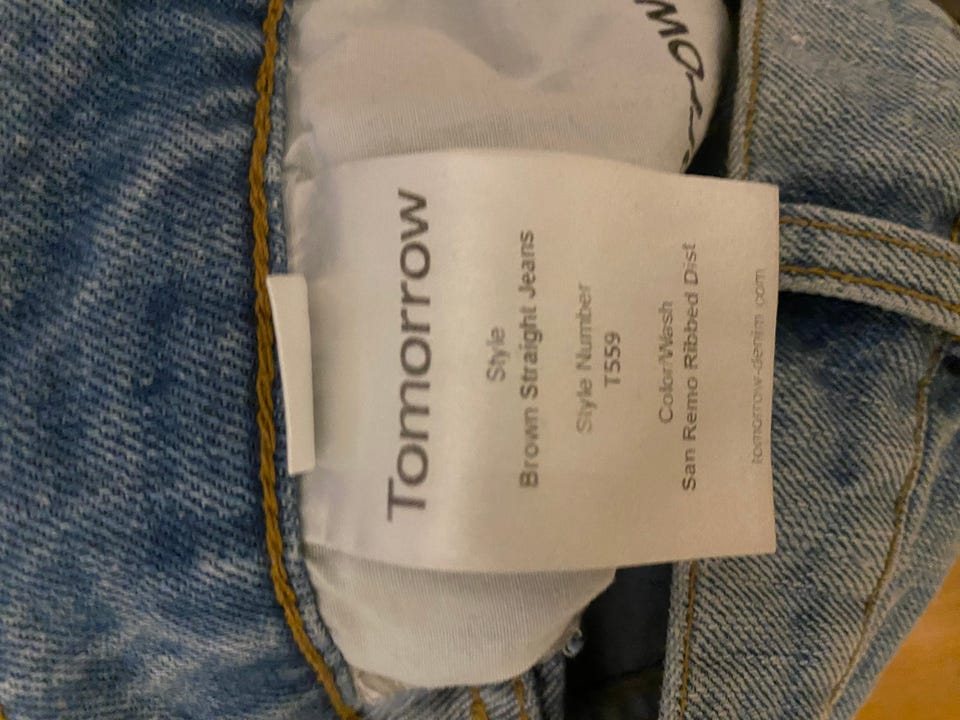 Tomorrow
Style
Brown Straight Jeans
Style Number
T559
Color/Wash
San Remo Ribbed Dist
tomorrow-denim.com